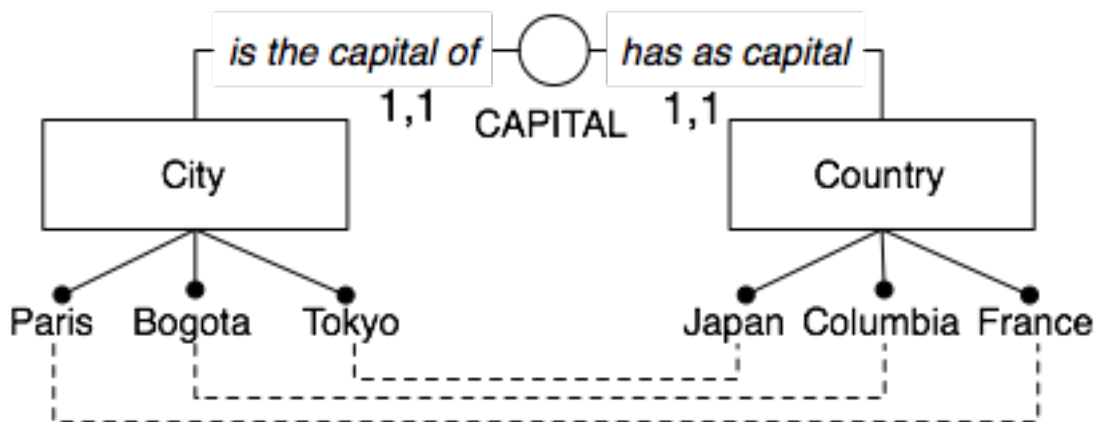 is the capital of has as capital
1,1 CAPITAL 1,1
City Country
Paris Bogota Tokyo Japan Columbia France